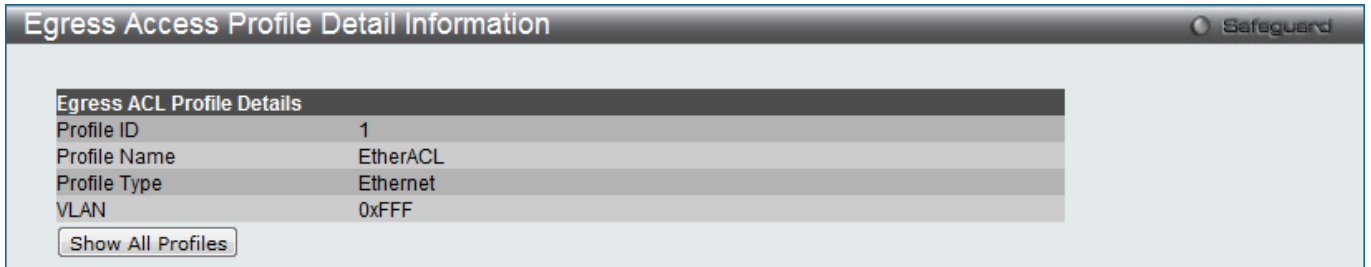 Egress Access Profile Detail Information
Safeguard
Egress ACL Profile Details
Profile ID 1
Profile Name EtherACL
Profile Type Ethernet
VLAN 0xFFF
Show All Profiles